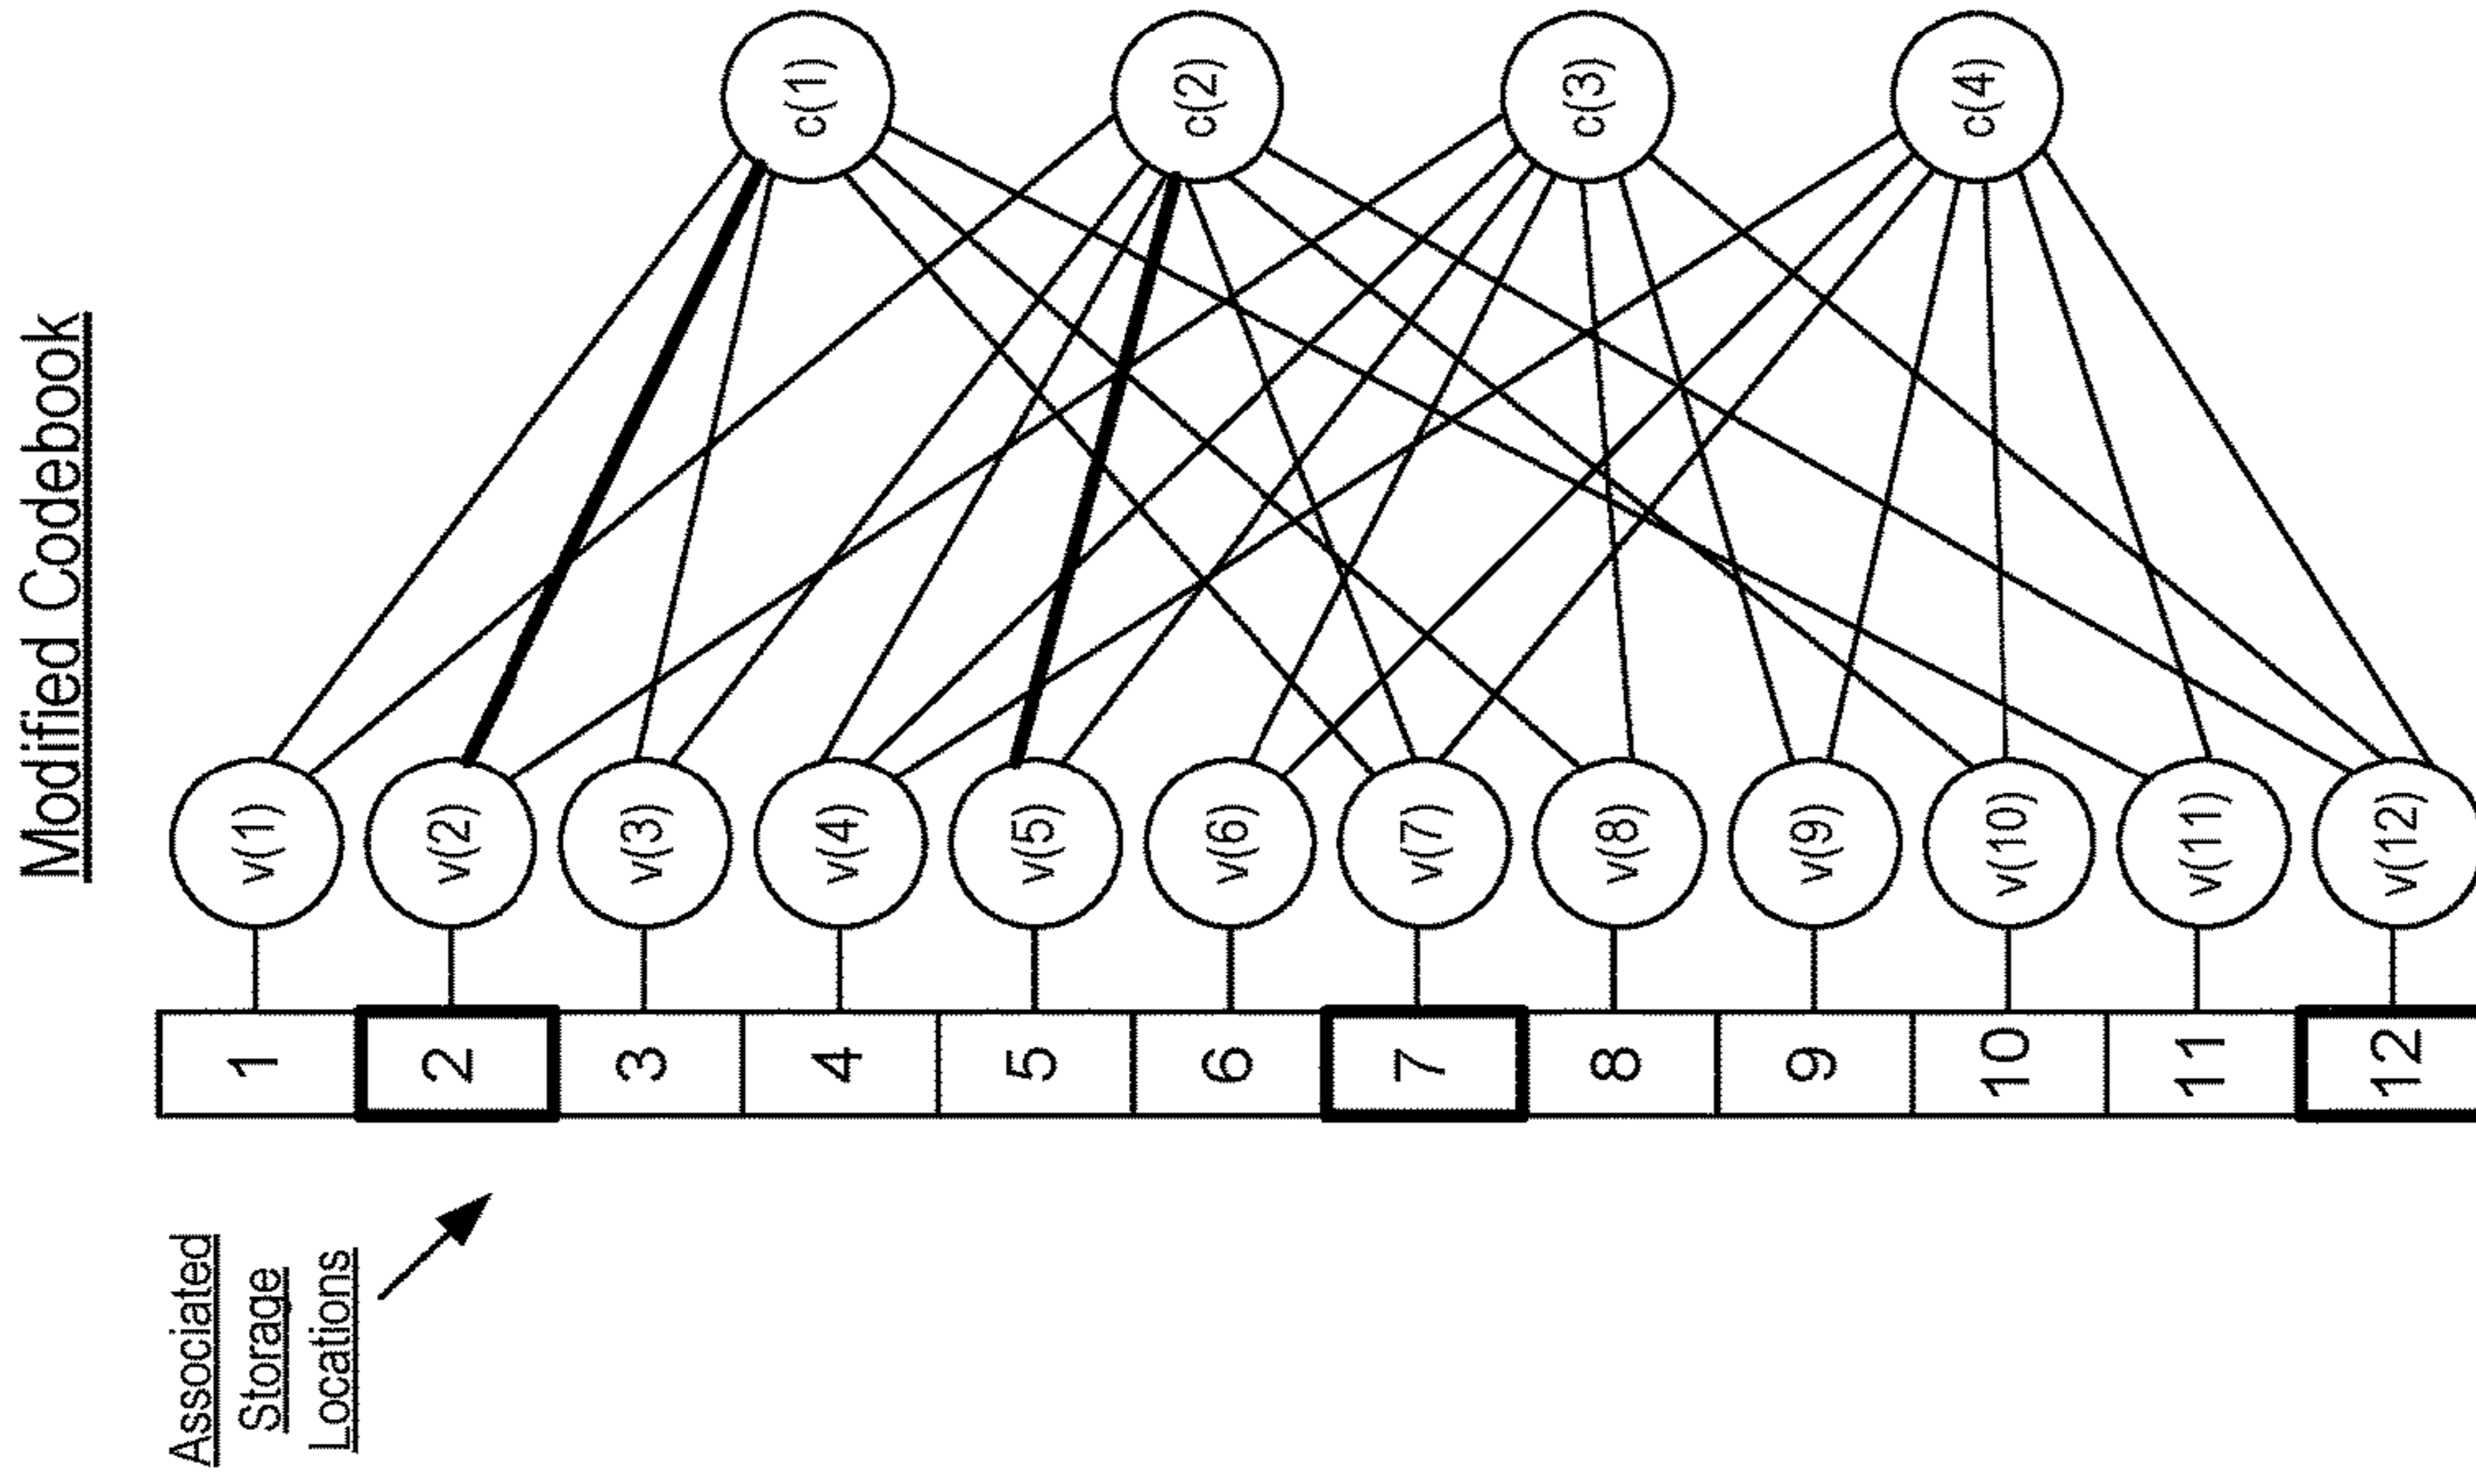 Modified Codebook
Associated
Storage
Locations
1
2
3
4
5
6
7
8
9
10
11
12
v(1)
v(2)
v(3)
v(4)
v(5)
v(6)
v(7)
v(8)
v(9)
v(10)
v(11)
v(12)
c(1)
c(2)
c(3)
c(4)